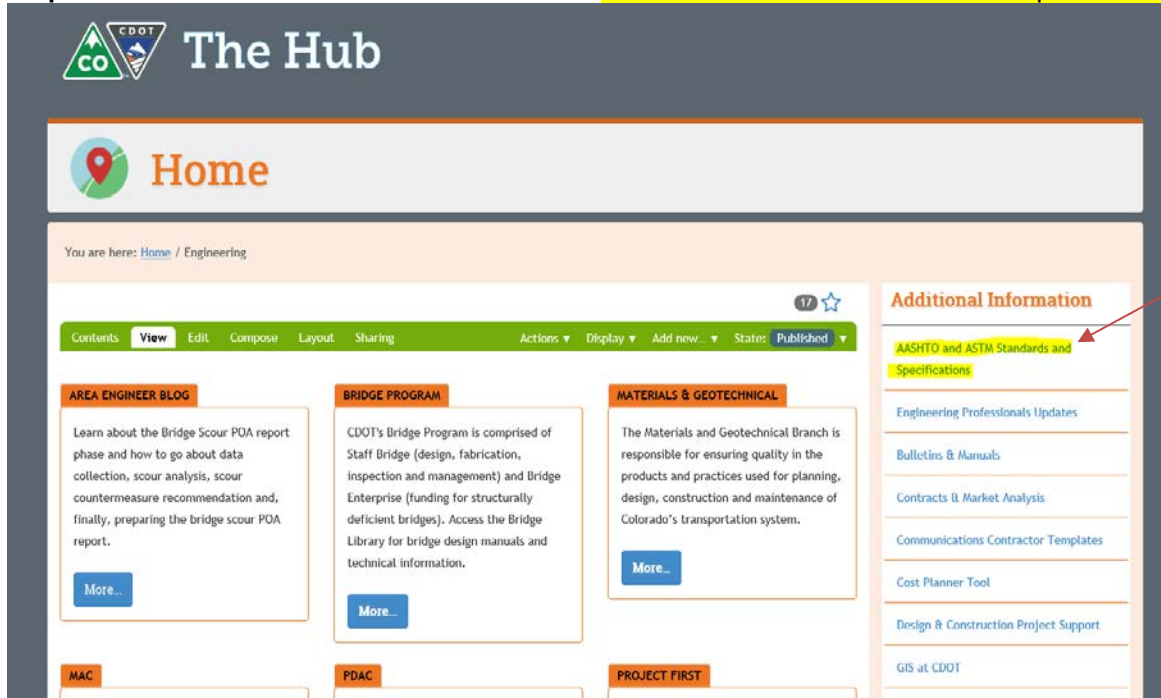 CDOT
CO
The Hub
Home
You are here: Home / Engineering
17
Contents View Edit Compose Layout Sharing Actions ▾ Display ▾ Add new... ▾ State: Published ▾
AREA ENGINEER BLOG
Learn about the Bridge Scour POA report
phase and how to go about data
collection, scour analysis, scour
countermeasure recommendation and,
finally, preparing the bridge scour POA
report.
More...
BRIDGE PROGRAM
CDOT's Bridge Program is comprised of
Staff Bridge (design, fabrication,
inspection and management) and Bridge
Enterprise (funding for structurally
deficient bridges). Access the Bridge
Library for bridge design manuals and
technical information.
More...
MATERIALS & GEOTECHNICAL
The Materials and Geotechnical Branch is
responsible for ensuring quality in the
products and practices used for planning,
design, construction and maintenance of
Colorado's transportation system.
More...
MAC
PDAC
PROJECT FIRST
Additional Information
AASHTO and ASTM Standards and
Specifications
Engineering Professionals Updates
Bulletins & Manuals
Contracts & Market Analysis
Communications Contractor Templates
Cost Planner Tool
Design & Construction Project Support
GIS at CDOT